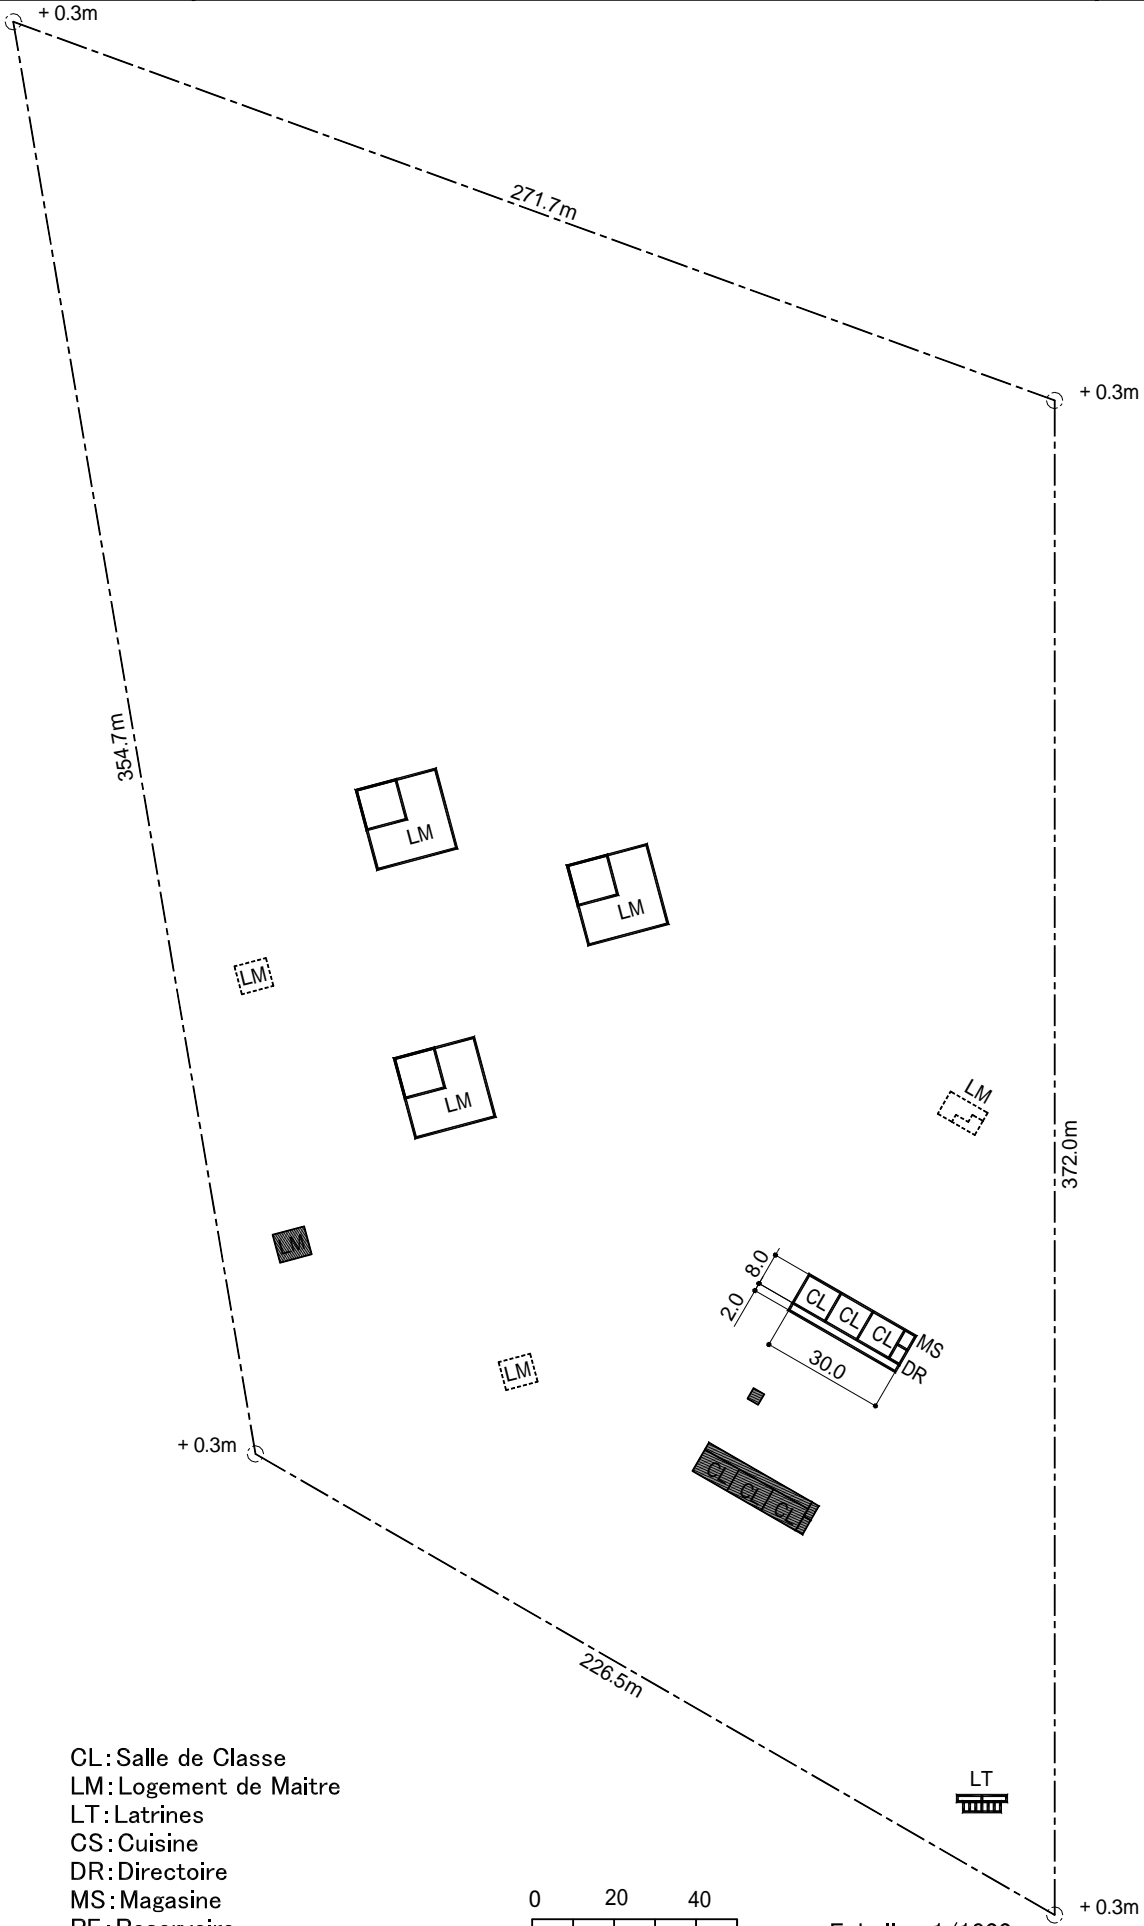 + 0.3m
271.7m
+ 0.3m
354.7m
LM
LM
LM
LM
LM
372.0m
LM
8.0
2.0
CL
CL
CL
MS
DR
30.0
LM
+ 0.3m
CL
CL
CL
226.5m
CL:Salle de Classe
LM:Logement de Maitre
LT:Latrines
CS:Cuisine
DR:Directoire
MS:Magasine
LT
0 20 40
+ 0.3m